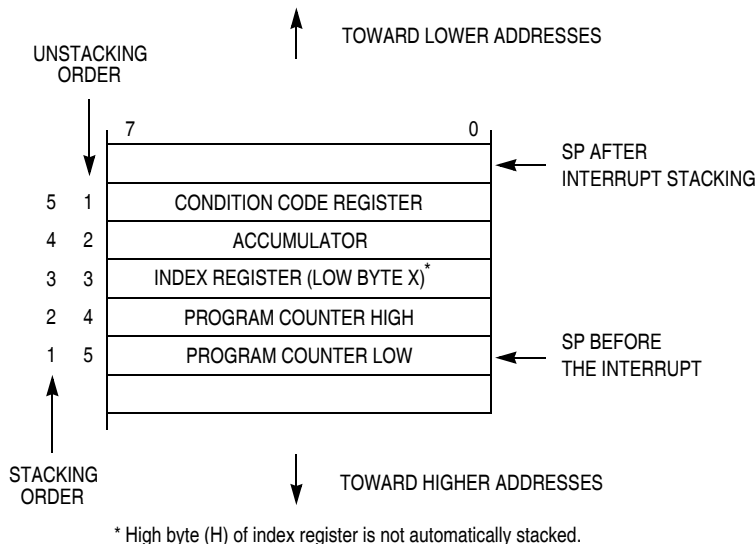 TOWARD LOWER ADDRESSES
UNSTACKING
ORDER
7 0
SP AFTER
INTERRUPT STACKING
5 1 CONDITION CODE REGISTER
4 2 ACCUMULATOR
3 3 INDEX REGISTER (LOW BYTE X)*
2 4 PROGRAM COUNTER HIGH
1 5 PROGRAM COUNTER LOW
SP BEFORE
THE INTERRUPT
STACKING
ORDER
TOWARD HIGHER ADDRESSES
* High byte (H) of index register is not automatically stacked.